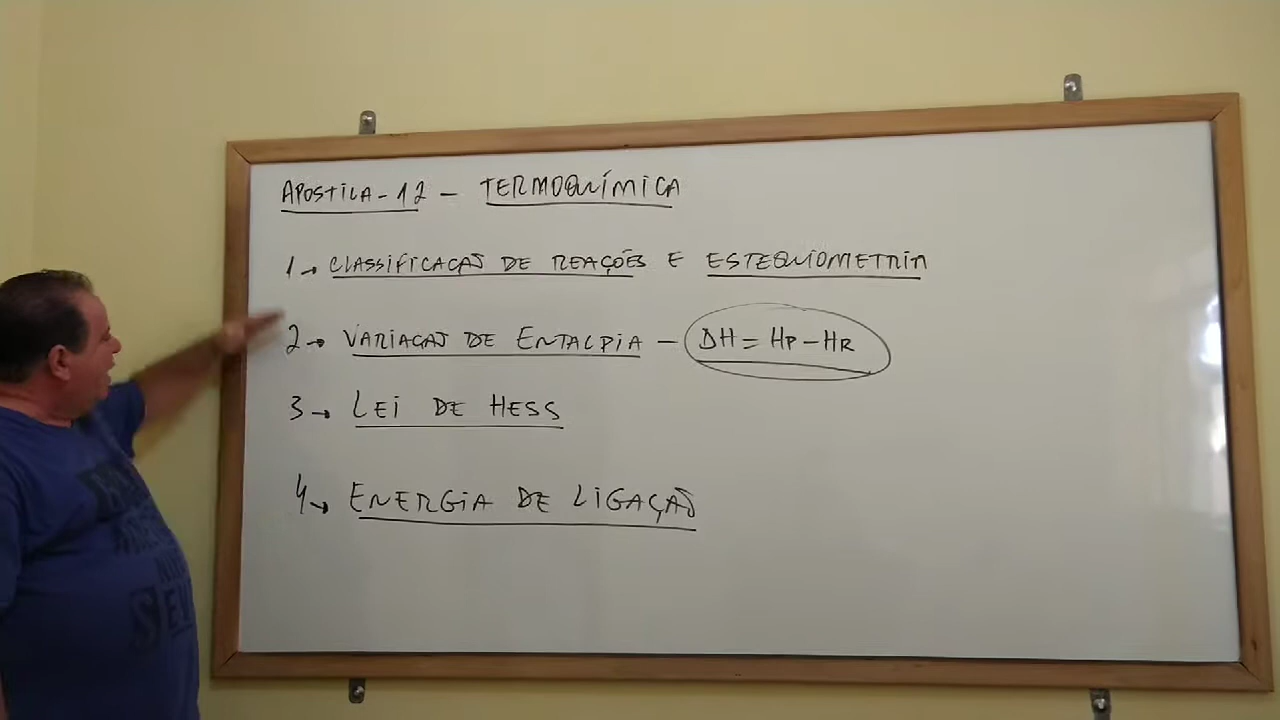 APOSTILA-12 - TERMOQUÍMICA
1→ CLASSIFICAÇÃO DE REAÇÕES E ESTEQUIOMETRIA
2→ VARIAÇÃO DE ENTALPIA - DH = HP - HR
3→ LEI DE HESS
4→ ENERGIA DE LIGAÇÃO